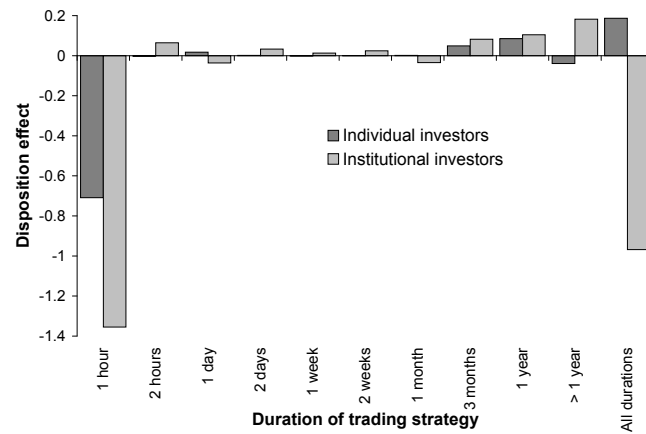 0.2
0
-0.2
-0.4
-0.6
-0.8
-1
-1.2
-1.4
Disposition effect
Individual investors
Institutional investors
1 hour
2 hours
1 day
2 days
1 week
2 weeks
1 month
3 months
1 year
> 1 year
All durations
Duration of trading strategy